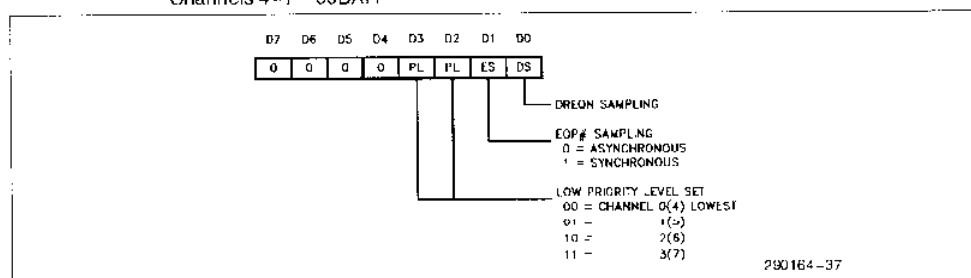 D7 D6 D5 D4 D3 D2 D1 D0
0 0 0 0 PL PL ES DS
DREQN SAMPLING
EOP# SAMPLING
0 = ASYNCHRONOUS
1 = SYNCHRONOUS
LOW PRIORITY LEVEL SET
00 = CHANNEL 0(4) LOWEST
01 = 1(5)
10 = 2(6)
11 = 3(7)
290164-37